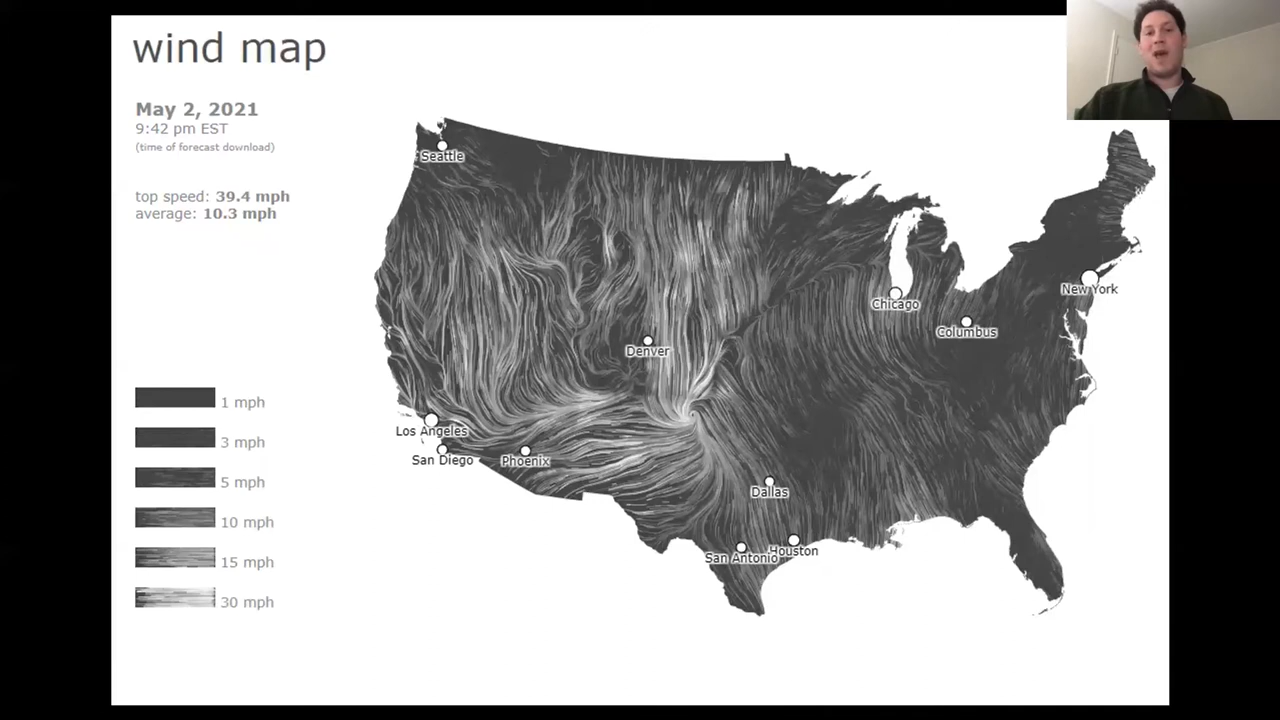 wind map
May 2, 2021
9:42 pm EST
(time of forecast download)
top speed: 39.4 mph
average: 10.3 mph
1 mph
3 mph
5 mph
10 mph
15 mph
30 mph
Seattle
New York
Chicago
Columbus
Denver
Los Angeles
San Diego
Phoenix
Dallas
San Antonio
Houston